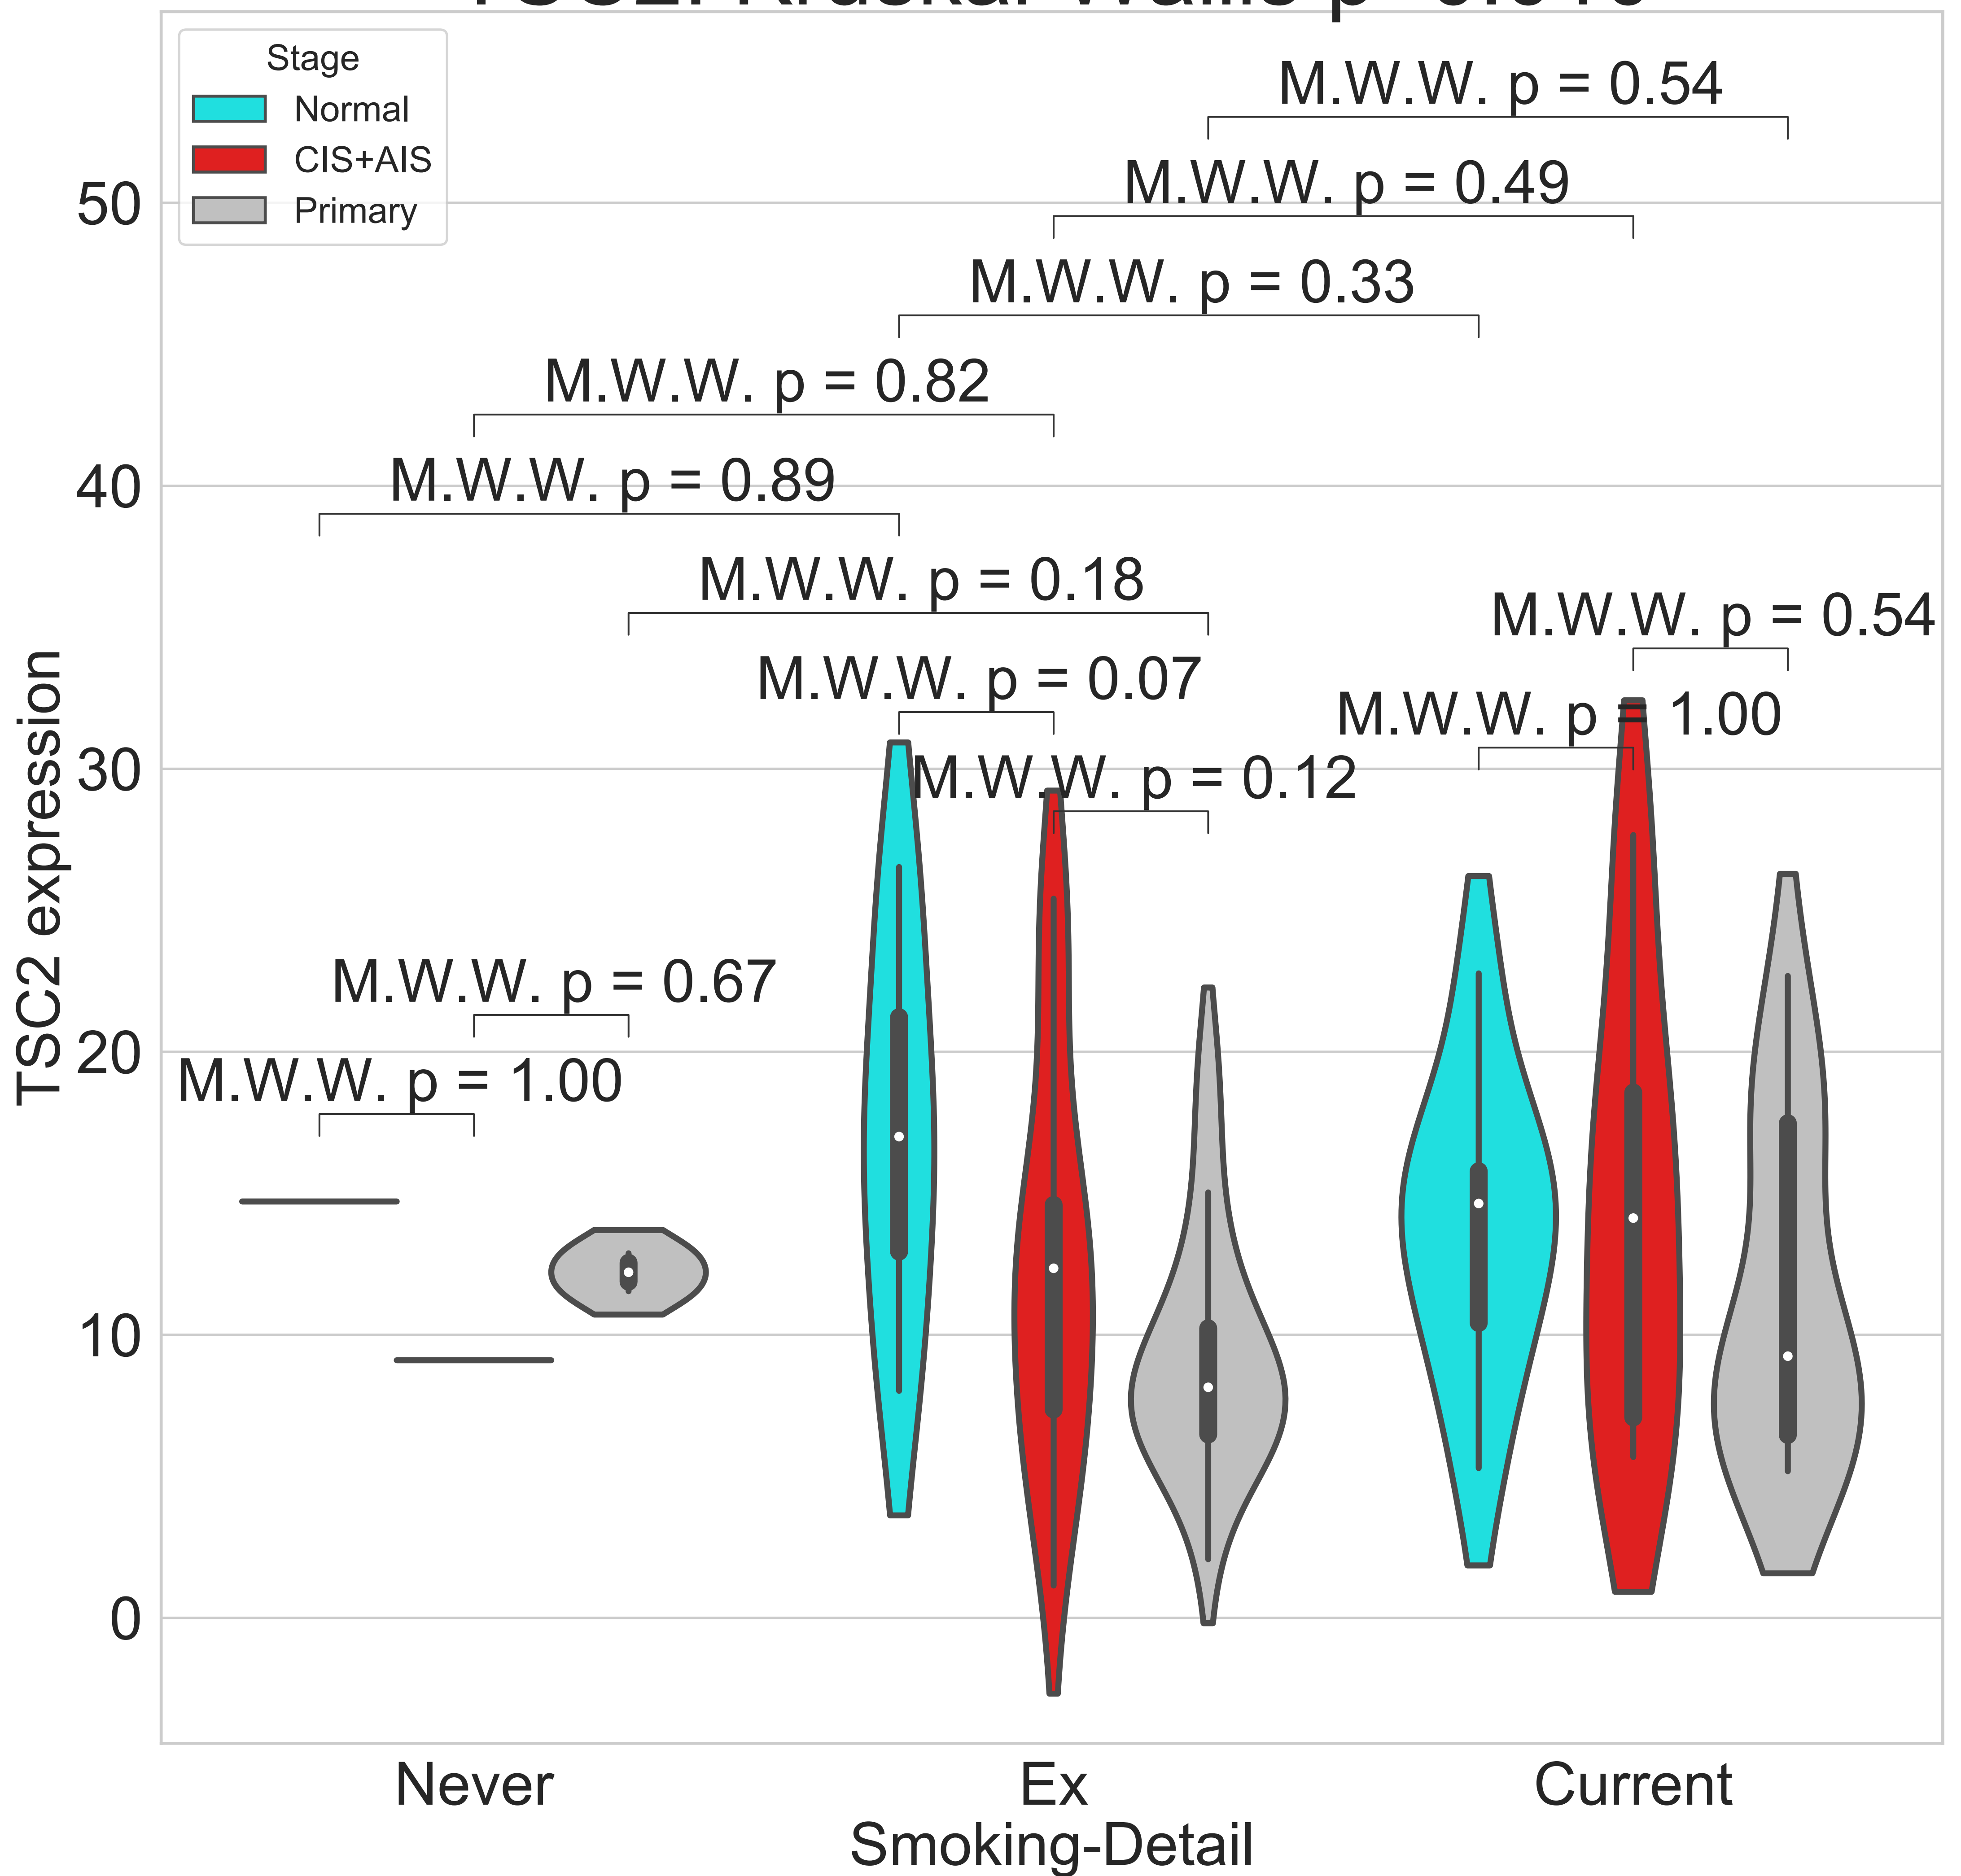 Stage
Normal
CIS+AIS
Primary
M.W.W. p = 0.54
M.W.W. p = 0.49
M.W.W. p = 0.33
M.W.W. p = 0.82
M.W.W. p = 0.89
M.W.W. p = 0.18
M.W.W. p = 0.54
M.W.W. p = 0.07
M.W.W. p = 1.00
M.W.W. p = 0.12
M.W.W. p = 0.67
M.W.W. p = 1.00
TSC2 expression
50
40
30
20
10
0
Never
Ex
Current
Smoking-Detail